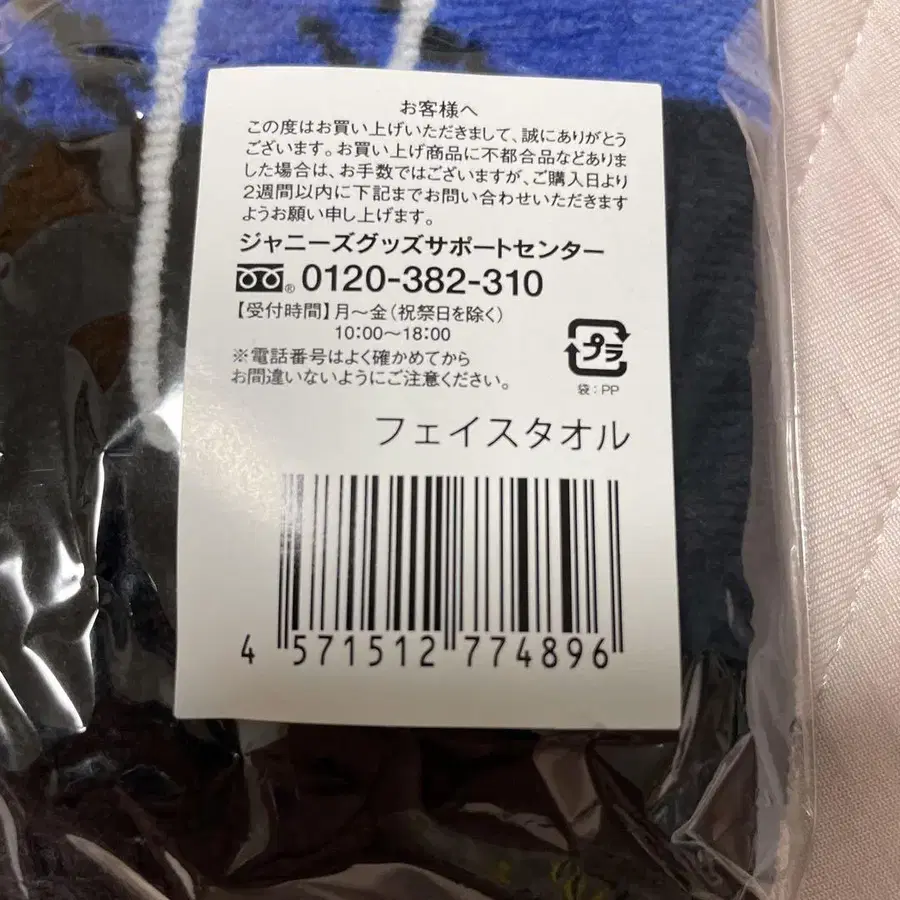 お客様へ
この度はお買い上げいただきまして、誠にありがとう
ございます。お買い上げ商品に不都合品などありま
した場合は、お手数ではございますが、ご購入日より
2週間以内に下記までお問い合わせいただきます
ようお願い申し上げます。
ジャニーズグッズサポートセンター
® 0120-382-310
【受付時間】月〜金(祝祭日を除く)
10:00〜18:00
※電話番号はよく確かめてから
お間違いないようにご注意ください。
プラ
袋:PP
フェイスタオル
4 571512 774896